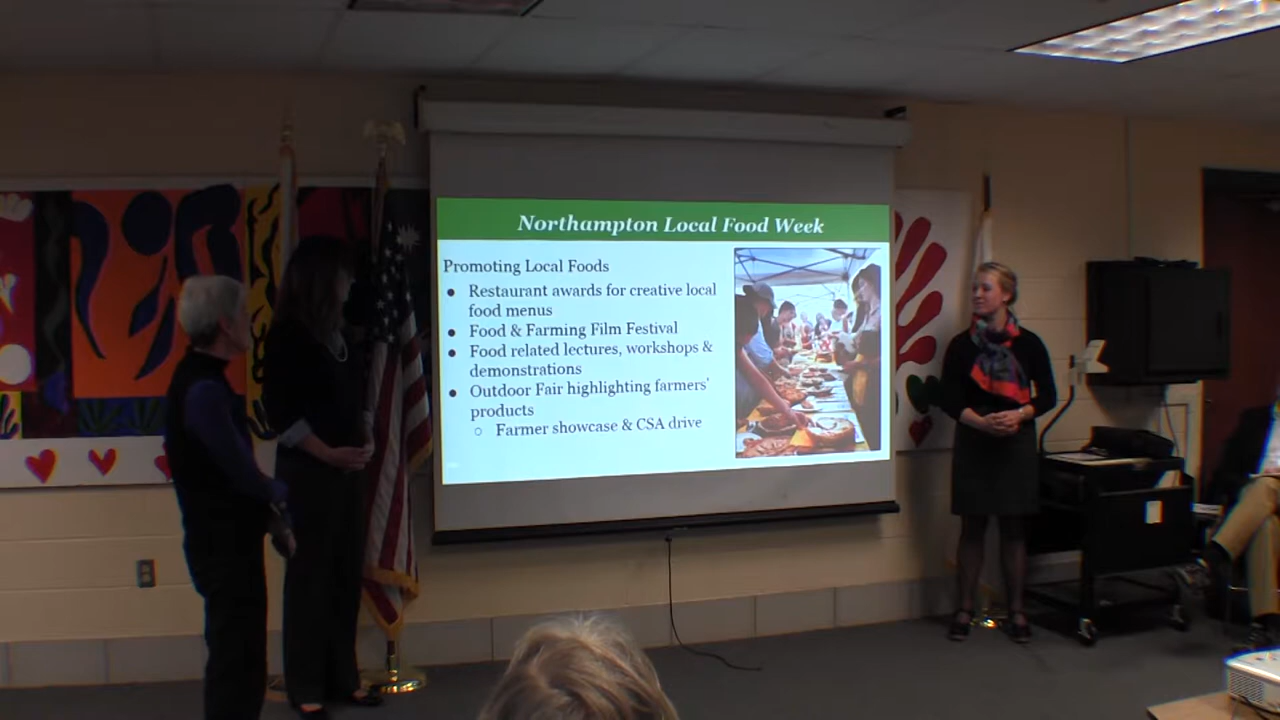 Northampton Local Food Week
Promoting Local Foods
● Restaurant awards for creative local
food menus
● Food & Farming Film Festival
● Food related lectures, workshops &
demonstrations
● Outdoor Fair highlighting farmers'
products
○ Farmer showcase & CSA drive